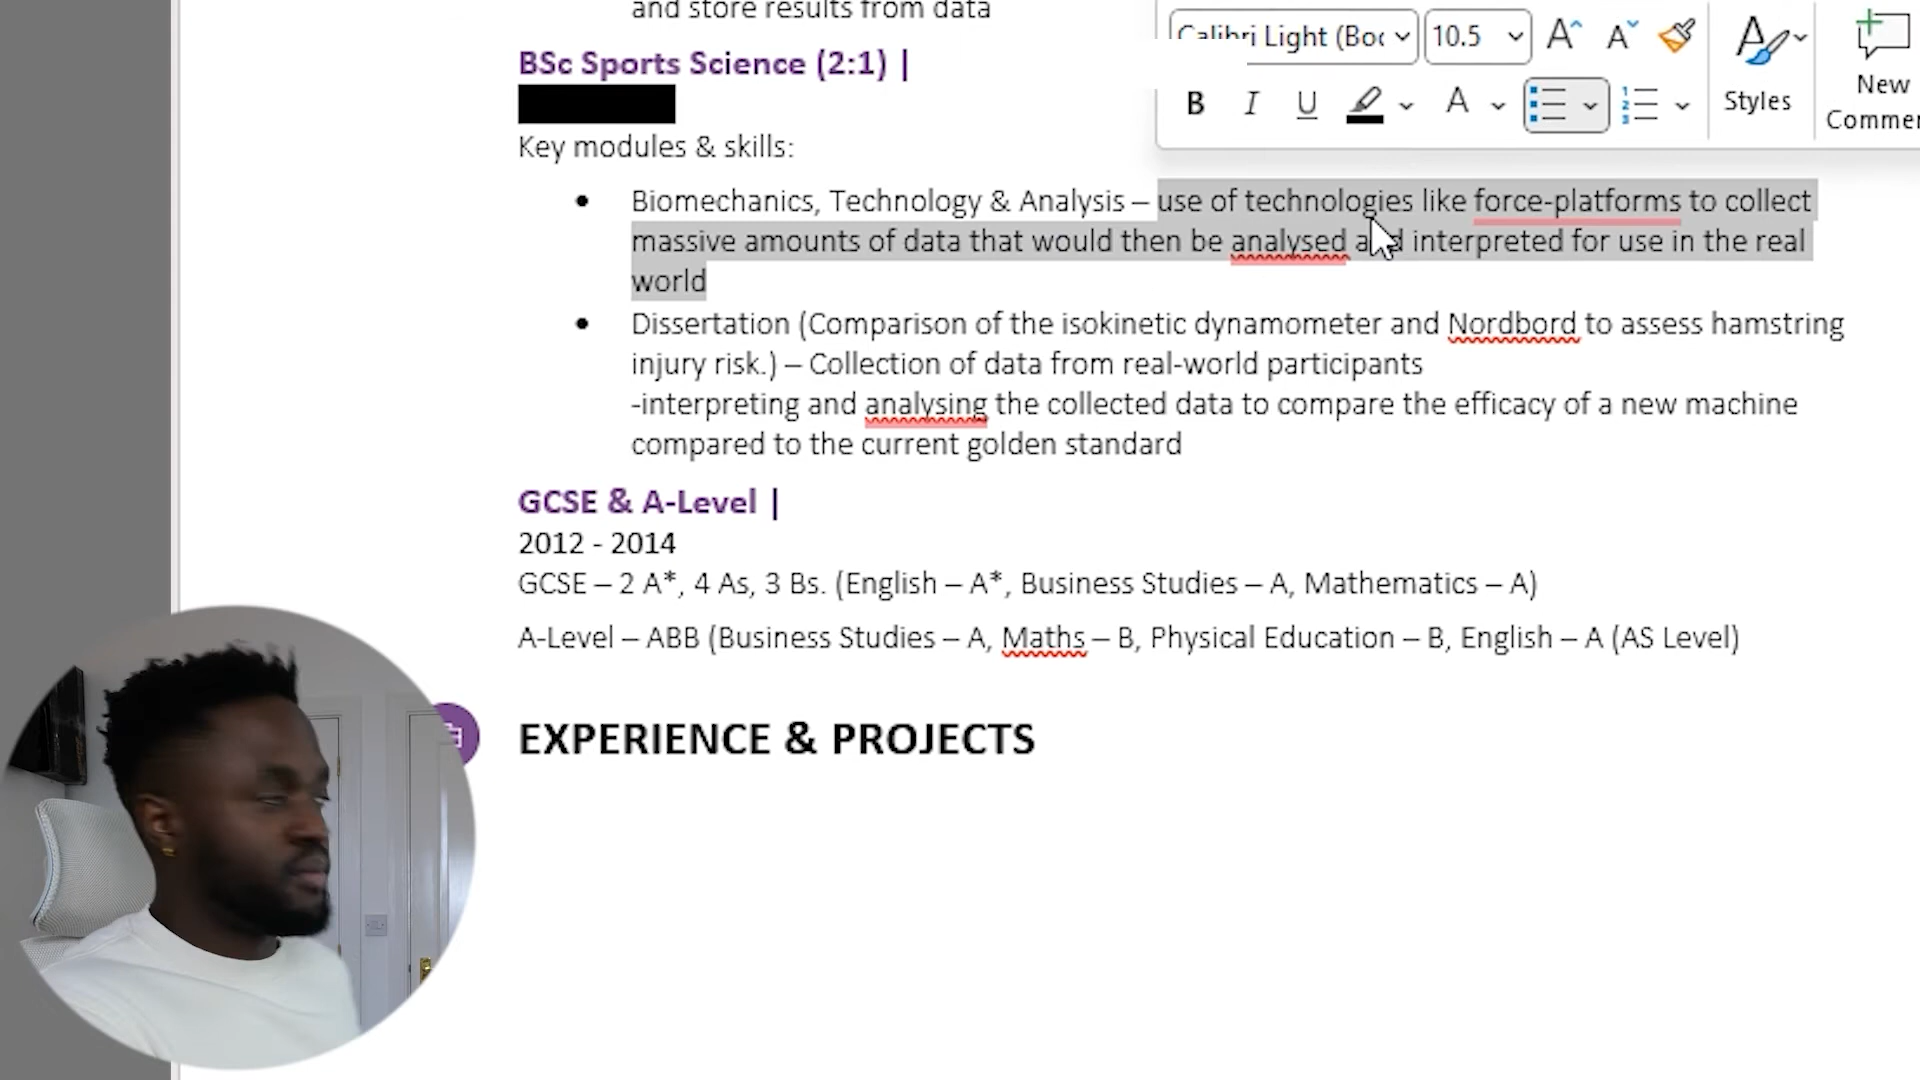 and store results from data
Calibri Light (Boc
10.5
BSc Sports Science (2:1) |
B I U A Styles
New
Key modules & skills:
• Biomechanics, Technology & Analysis – use of technologies like force-platforms to collect
massive amounts of data that would then be analysed and interpreted for use in the real
world
• Dissertation (Comparison of the isokinetic dynamometer and Nordbord to assess hamstring
injury risk.) – Collection of data from real-world participants
-interpreting and analysing the collected data to compare the efficacy of a new machine
compared to the current golden standard
GCSE & A-Level |
2012 - 2014
GCSE – 2 A*, 4 As, 3 Bs. (English – A*, Business Studies – A, Mathematics – A)
A-Level – ABB (Business Studies – A, Maths – B, Physical Education – B, English – A (AS Level)
EXPERIENCE & PROJECTS